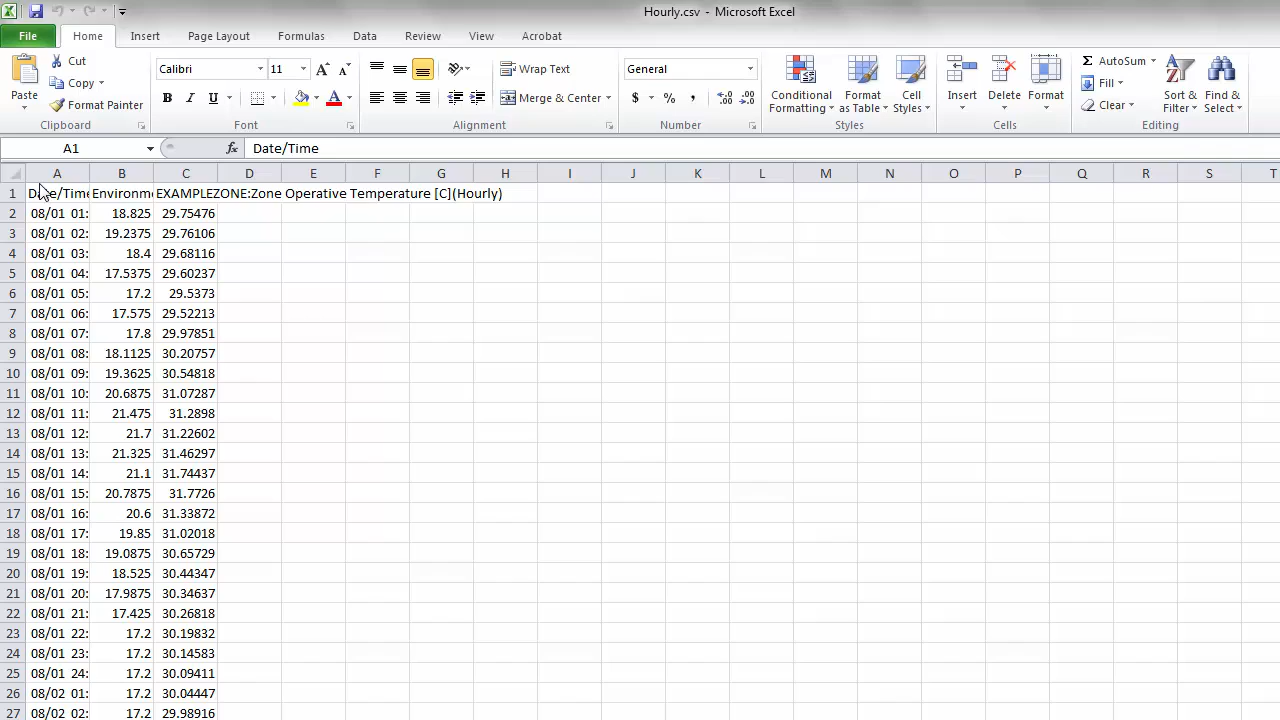 Hourly.csv - Microsoft Excel
File Home Insert Page Layout Formulas Data Review View Acrobat
Cut Calibri 11 Wrap Text General AutoSum
Paste Copy Conditional Formatting Format as Table Cell Styles Insert Delete Format Fill Sort & Filter Find & Select
Format Painter B I U Merge & Center $ % , Clear
Clipboard Font Alignment Number Styles Cells Editing
A1 fx Date/Time
A B C D E F G H I J K L M N O P Q R S T
1 Date/Time Environme EXAMPLEZONE:Zone Operative Temperature [C](Hourly)
2 08/01 01: 18.825 29.75476
3 08/01 02: 19.2375 29.76106
4 08/01 03: 18.4 29.68116
5 08/01 04: 17.5375 29.60237
6 08/01 05: 17.2 29.5373
7 08/01 06: 17.575 29.52213
8 08/01 07: 17.8 29.97851
9 08/01 08: 18.1125 30.20757
10 08/01 09: 19.3625 30.54818
11 08/01 10: 20.6875 31.07287
12 08/01 11: 21.475 31.2898
13 08/01 12: 21.7 31.22602
14 08/01 13: 21.325 31.46297
15 08/01 14: 21.1 31.74437
16 08/01 15: 20.7875 31.7726
17 08/01 16: 20.6 31.33872
18 08/01 17: 19.85 31.02018
19 08/01 18: 19.0875 30.65729
20 08/01 19: 18.525 30.44347
21 08/01 20: 17.9875 30.34637
22 08/01 21: 17.425 30.26818
23 08/01 22: 17.2 30.19832
24 08/01 23: 17.2 30.14583
25 08/01 24: 17.2 30.09411
26 08/02 01: 17.2 30.04447
27 08/02 02: 17.2 29.98916